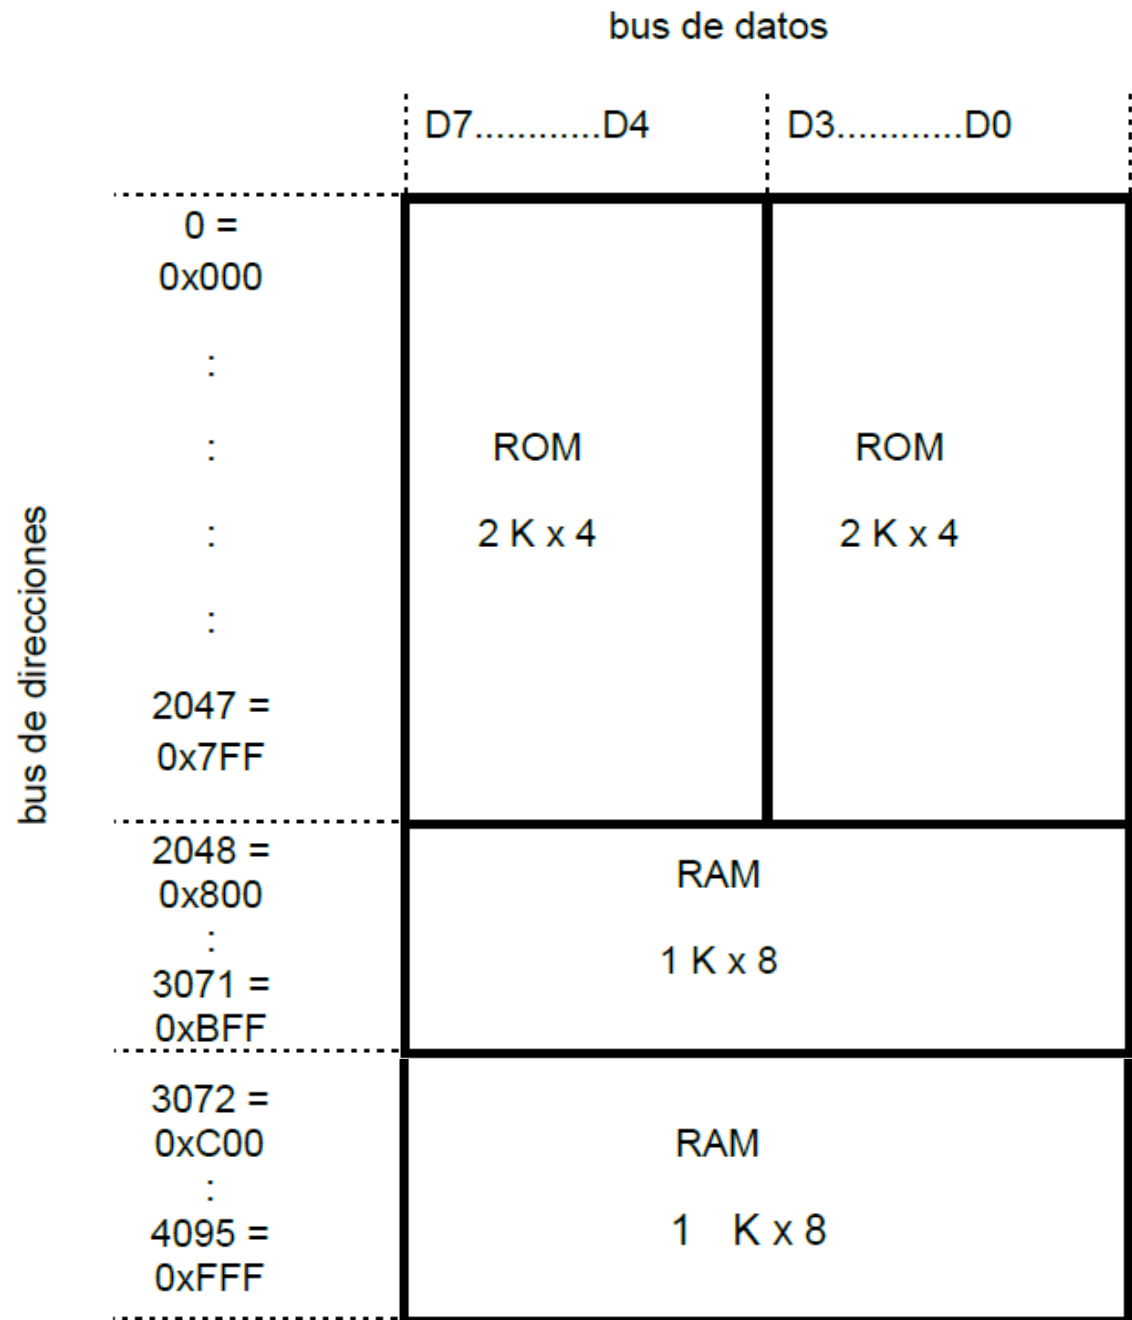 bus de datos
D7............D4
D3............D0
bus de direcciones
0 =
0x000
:
:
:
:
2047 =
0x7FF
ROM
2 K x 4
ROM
2 K x 4
2048 =
0x800
:
3071 =
0xBFF
RAM
1 K x 8
3072 =
0xC00
:
4095 =
0xFFF
RAM
1 K x 8